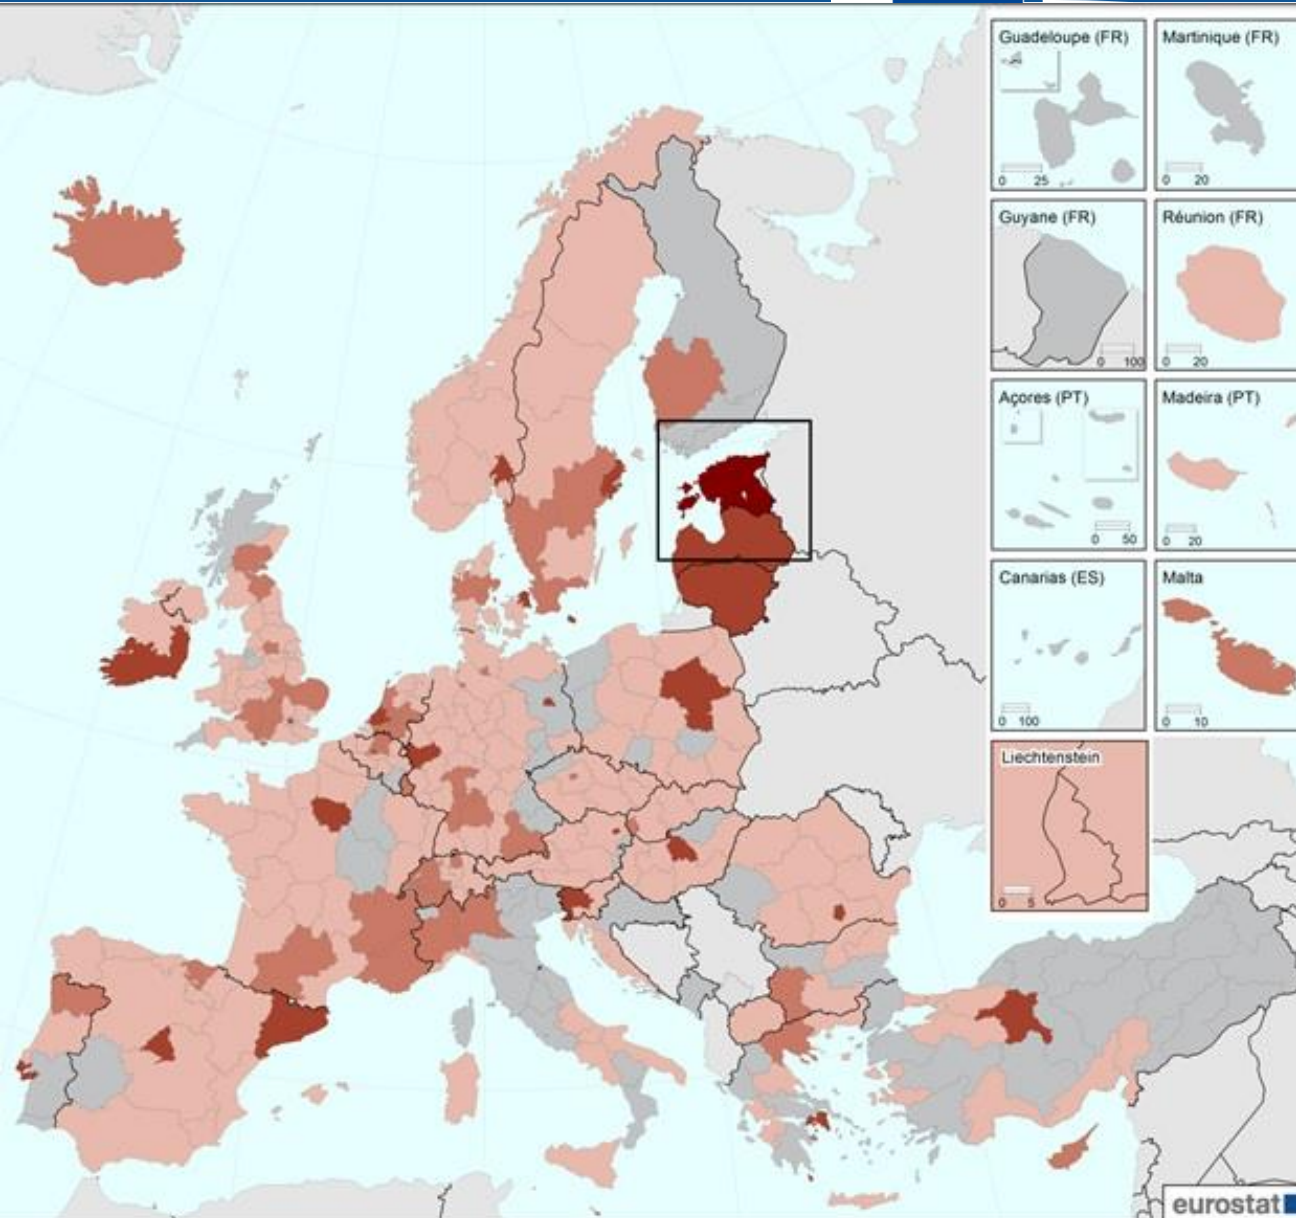 Guadeloupe (FR)
0 25
Martinique (FR)
0 20
Guyane (FR)
0 100
Réunion (FR)
0 20
Açores (PT)
0 50
Madeira (PT)
0 20
Canarias (ES)
0 100
Malta
0 10
Liechtenstein
0 5
eurostat